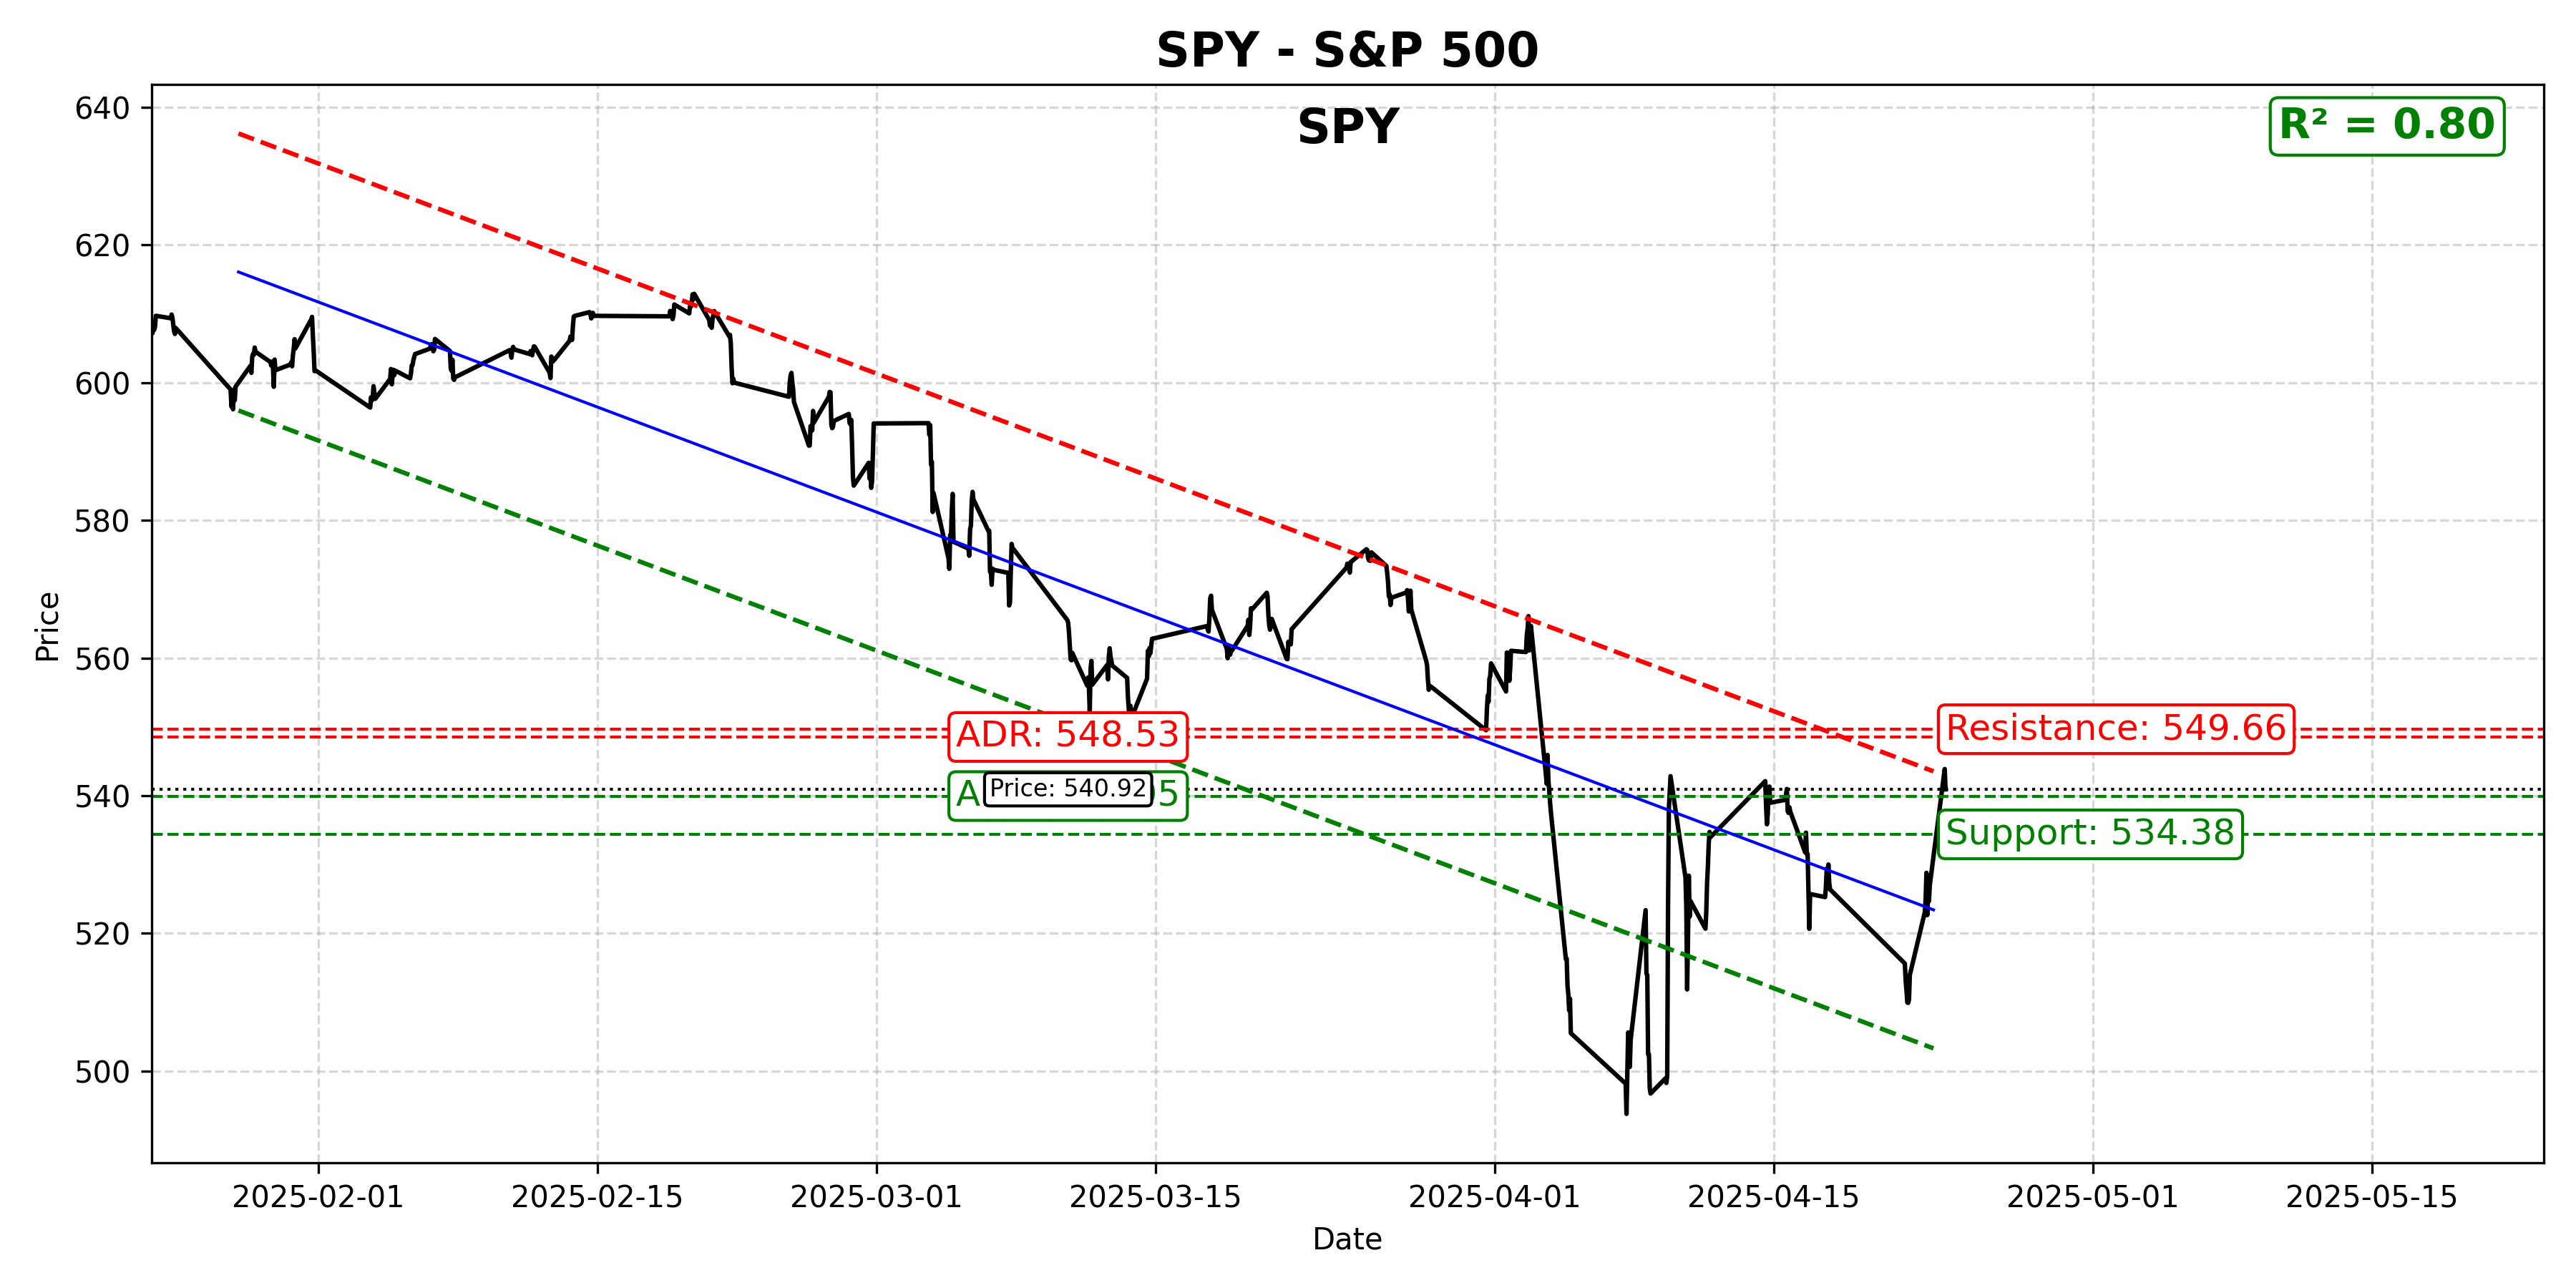 SPY - S&P 500
SPY
R² = 0.80
640
620
600
580
560
540
520
500
Price
ADR: 548.53
Resistance: 549.66
Price: 540.92
Support: 534.38
2025-02-01
2025-02-15
2025-03-01
2025-03-15
2025-04-01
2025-04-15
2025-05-01
2025-05-15
Date